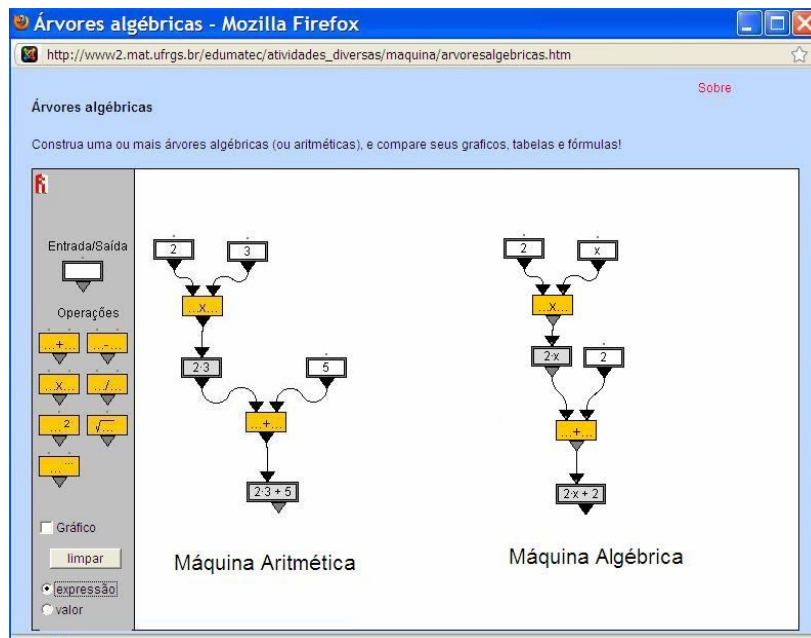 Árvores algébricas - Mozilla Firefox
http://www2.mat.ufrgs.br/edumatec/atividades_diversas/maquina/arvoresalgebricas.htm
Sobre
Árvores algébricas
Construa uma ou mais árvores algébricas (ou aritméticas), e compare seus graficos, tabelas e fórmulas!
Entrada/Saída
Operações
...+... ...-...
...x... .../...
...² √...
...^...
Gráfico
limpar
expressão
valor
2 3
...x...
2·3 5
...+...
2·3 + 5
Máquina Aritmética
2 x
...x...
2·x 2
...+...
2·x + 2
Máquina Algébrica